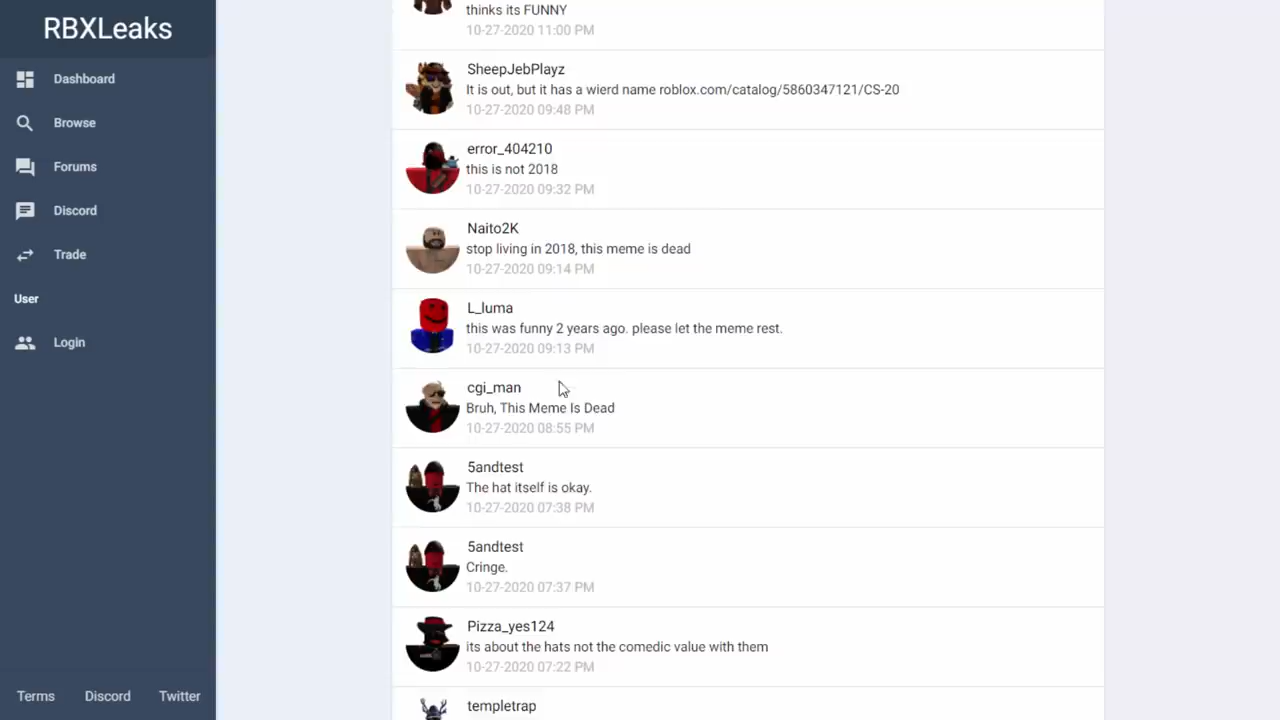 RBXLeaks
Dashboard
Browse
Forums
Discord
Trade
User
Login
Terms Discord Twitter
thinks its FUNNY
10-27-2020 11:00 PM
SheepJebPlayz
It is out, but it has a wierd name roblox.com/catalog/5860347121/CS-20
10-27-2020 09:48 PM
error_404210
this is not 2018
10-27-2020 09:32 PM
Naito2K
stop living in 2018, this meme is dead
10-27-2020 09:14 PM
L_luma
this was funny 2 years ago. please let the meme rest.
10-27-2020 09:13 PM
cgi_man
Bruh, This Meme Is Dead
10-27-2020 08:55 PM
5andtest
The hat itself is okay.
10-27-2020 07:38 PM
5andtest
Cringe.
10-27-2020 07:37 PM
Pizza_yes124
its about the hats not the comedic value with them
10-27-2020 07:22 PM
templetrap